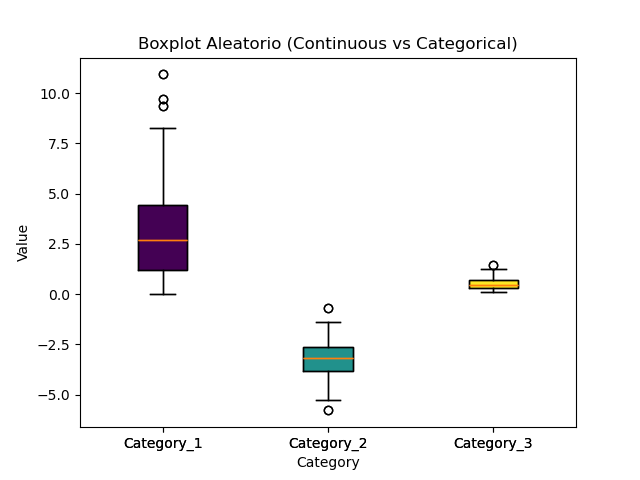 Boxplot Aleatorio (Continuous vs Categorical)
Value
10.0
7.5
5.0
2.5
0.0
−2.5
−5.0
Category_1 Category_2 Category_3
Category